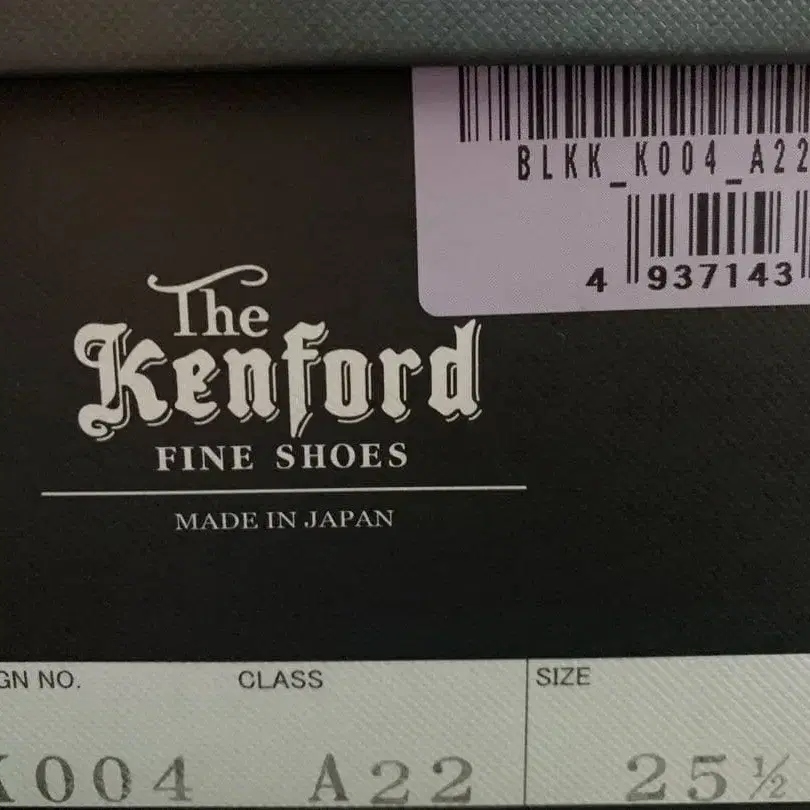 BLKK_K004_A22
4 937143
The
Kenford
FINE SHOES
MADE IN JAPAN
GN NO. CLASS SIZE
K004 A22 25½